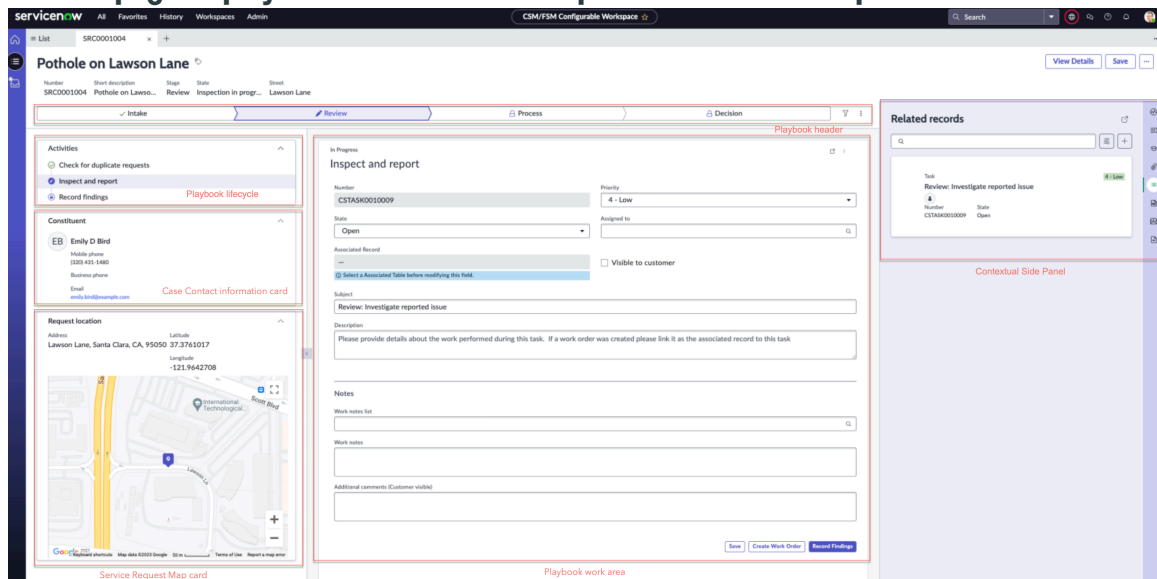 servicenow All Favorites History Workspaces Admin CSM/FSM Configurable Workspace Search
List SRC0001004 × +
Pothole on Lawson Lane View Details Save
Number Short description Stage State Street
SRC0001004 Pothole on Lawso... Review Inspection in progr... Lawson Lane
Intake Review Process Decision
Playbook header
Activities
Check for duplicate requests
Inspect and report
Record findings
Playbook lifecycle
Constituent
EB Emily D Bird
Mobile phone
(320) 431-1480
Business phone
Email
emily.bird@example.com
Case Contact information card
Request location
Address Latitude
Lawson Lane, Santa Clara, CA, 95050 37.3761017
Longitude
-121.9642708
International
Technological...
Scott Blvd
Lawson Ln
+
−
Google Keyboard shortcuts Map data ©2023 Google 50 m Terms of Use Report a map error
Service Request Map card
In Progress
Inspect and report
Number Priority
CSTASK0010009 4 - Low
State Assigned to
Open
Associated Record
-- Visible to customer
Select a Associated Table before modifying this field.
Subject
Review: Investigate reported issue
Description
Please provide details about the work performed during this task. If a work order was created please link it as the associated record to this task
Notes
Work notes list
Work notes
Additional comments (Customer visible)
Save Create Work Order Record Findings
Playbook work area
Related records
Task 4 - Low
Review: Investigate reported issue
Number State
CSTASK0010009 Open
Contextual Side Panel